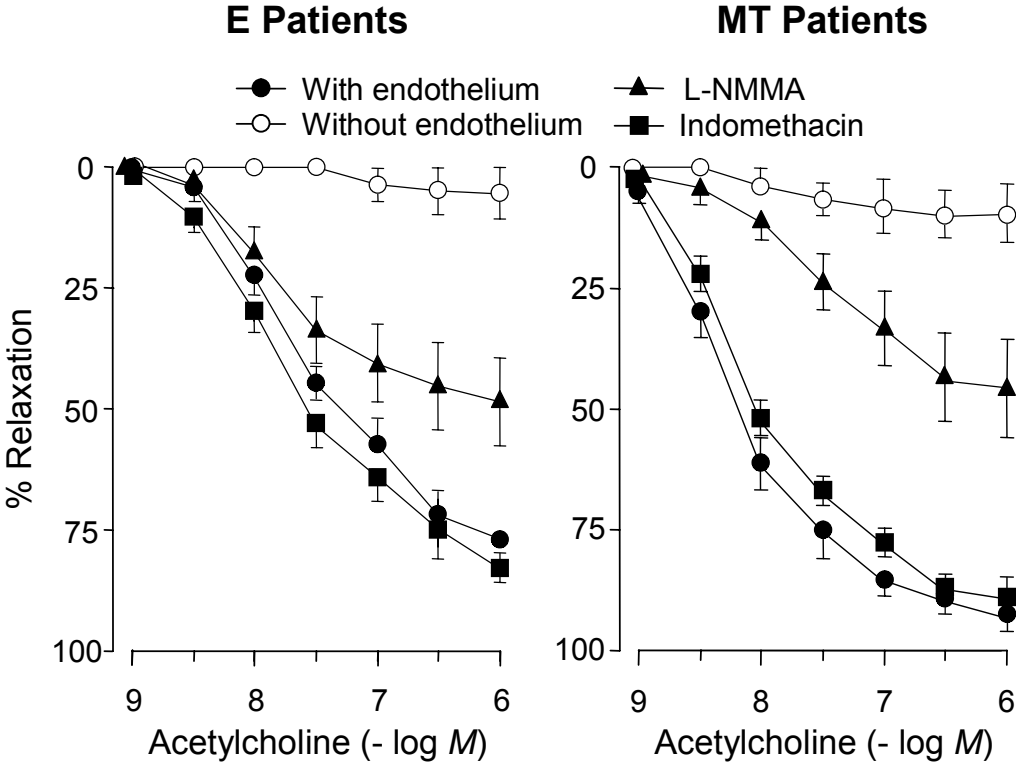 E Patients
MT Patients
With endothelium
L-NMMA
Without endothelium
Indomethacin
% Relaxation
0
25
50
75
100
9 8 7 6
Acetylcholine (- log M)
0
25
50
75
100
9 8 7 6
Acetylcholine (- log M)